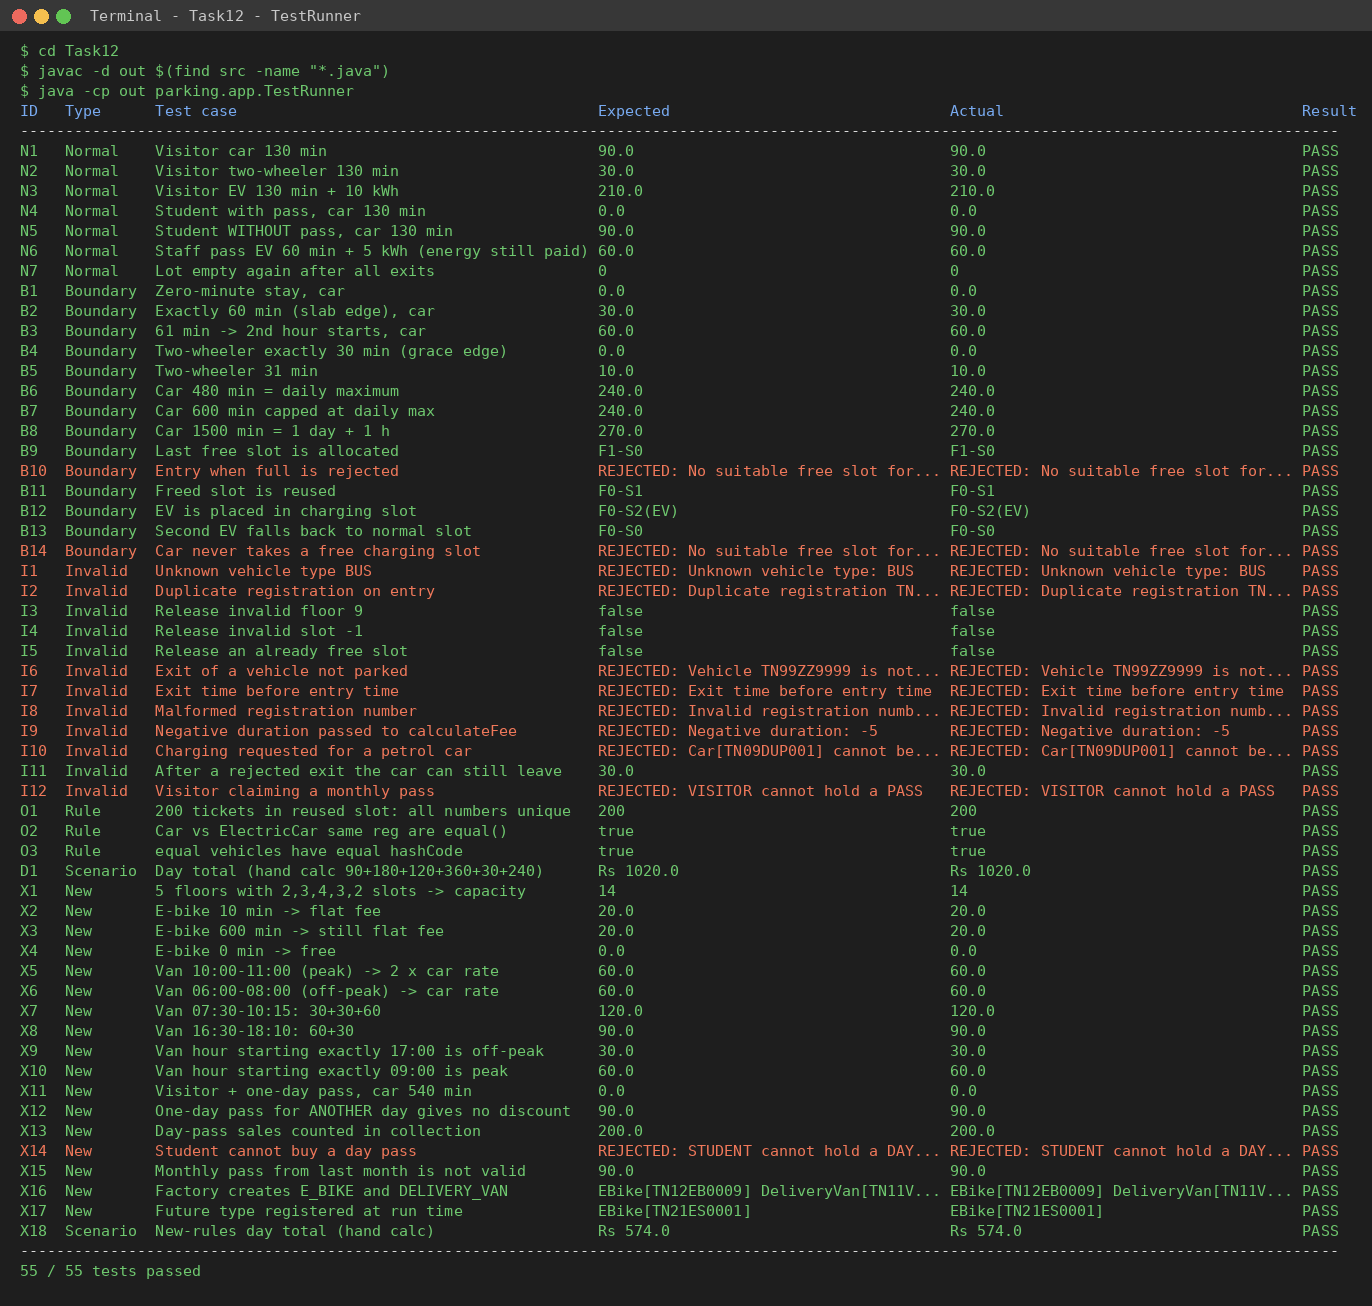 Terminal - Task12 - TestRunner
$ cd Task12
$ javac -d out $(find src -name "*.java")
$ java -cp out parking.app.TestRunner
ID   Type      Test case                                        Expected                               Actual                                 Result
--------------------------------------------------------------------------------------------------------------------------------------------------
N1   Normal    Visitor car 130 min                              90.0                                   90.0                                   PASS
N2   Normal    Visitor two-wheeler 130 min                      30.0                                   30.0                                   PASS
N3   Normal    Visitor EV 130 min + 10 kWh                      210.0                                  210.0                                  PASS
N4   Normal    Student with pass, car 130 min                   0.0                                    0.0                                    PASS
N5   Normal    Student WITHOUT pass, car 130 min                90.0                                   90.0                                   PASS
N6   Normal    Staff pass EV 60 min + 5 kWh (energy still paid) 60.0                                   60.0                                   PASS
N7   Normal    Lot empty again after all exits                  0                                      0                                      PASS
B1   Boundary  Zero-minute stay, car                            0.0                                    0.0                                    PASS
B2   Boundary  Exactly 60 min (slab edge), car                  30.0                                   30.0                                   PASS
B3   Boundary  61 min -> 2nd hour starts, car                   60.0                                   60.0                                   PASS
B4   Boundary  Two-wheeler exactly 30 min (grace edge)          0.0                                    0.0                                    PASS
B5   Boundary  Two-wheeler 31 min                               10.0                                   10.0                                   PASS
B6   Boundary  Car 480 min = daily maximum                      240.0                                  240.0                                  PASS
B7   Boundary  Car 600 min capped at daily max                  240.0                                  240.0                                  PASS
B8   Boundary  Car 1500 min = 1 day + 1 h                       270.0                                  270.0                                  PASS
B9   Boundary  Last free slot is allocated                      F1-S0                                  F1-S0                                  PASS
B10  Boundary  Entry when full is rejected                      REJECTED: No suitable free slot for... REJECTED: No suitable free slot for... PASS
B11  Boundary  Freed slot is reused                             F0-S1                                  F0-S1                                  PASS
B12  Boundary  EV is placed in charging slot                    F0-S2(EV)                              F0-S2(EV)                              PASS
B13  Boundary  Second EV falls back to normal slot              F0-S0                                  F0-S0                                  PASS
B14  Boundary  Car never takes a free charging slot             REJECTED: No suitable free slot for... REJECTED: No suitable free slot for... PASS
I1   Invalid   Unknown vehicle type BUS                         REJECTED: Unknown vehicle type: BUS    REJECTED: Unknown vehicle type: BUS    PASS
I2   Invalid   Duplicate registration on entry                  REJECTED: Duplicate registration TN... REJECTED: Duplicate registration TN... PASS
I3   Invalid   Release invalid floor 9                          false                                  false                                  PASS
I4   Invalid   Release invalid slot -1                          false                                  false                                  PASS
I5   Invalid   Release an already free slot                     false                                  false                                  PASS
I6   Invalid   Exit of a vehicle not parked                     REJECTED: Vehicle TN99ZZ9999 is not... REJECTED: Vehicle TN99ZZ9999 is not... PASS
I7   Invalid   Exit time before entry time                      REJECTED: Exit time before entry time  REJECTED: Exit time before entry time  PASS
I8   Invalid   Malformed registration number                    REJECTED: Invalid registration numb... REJECTED: Invalid registration numb... PASS
I9   Invalid   Negative duration passed to calculateFee         REJECTED: Negative duration: -5        REJECTED: Negative duration: -5        PASS
I10  Invalid   Charging requested for a petrol car              REJECTED: Car[TN09DUP001] cannot be... REJECTED: Car[TN09DUP001] cannot be... PASS
I11  Invalid   After a rejected exit the car can still leave    30.0                                   30.0                                   PASS
I12  Invalid   Visitor claiming a monthly pass                  REJECTED: VISITOR cannot hold a PASS   REJECTED: VISITOR cannot hold a PASS   PASS
O1   Rule      200 tickets in reused slot: all numbers unique   200                                    200                                    PASS
O2   Rule      Car vs ElectricCar same reg are equal()          true                                   true                                   PASS
O3   Rule      equal vehicles have equal hashCode               true                                   true                                   PASS
D1   Scenario  Day total (hand calc 90+180+120+360+30+240)      Rs 1020.0                              Rs 1020.0                              PASS
X1   New       5 floors with 2,3,4,3,2 slots -> capacity        14                                     14                                     PASS
X2   New       E-bike 10 min -> flat fee                        20.0                                   20.0                                   PASS
X3   New       E-bike 600 min -> still flat fee                 20.0                                   20.0                                   PASS
X4   New       E-bike 0 min -> free                             0.0                                    0.0                                    PASS
X5   New       Van 10:00-11:00 (peak) -> 2 x car rate           60.0                                   60.0                                   PASS
X6   New       Van 06:00-08:00 (off-peak) -> car rate           60.0                                   60.0                                   PASS
X7   New       Van 07:30-10:15: 30+30+60                        120.0                                  120.0                                  PASS
X8   New       Van 16:30-18:10: 60+30                           90.0                                   90.0                                   PASS
X9   New       Van hour starting exactly 17:00 is off-peak      30.0                                   30.0                                   PASS
X10  New       Van hour starting exactly 09:00 is peak          60.0                                   60.0                                   PASS
X11  New       Visitor + one-day pass, car 540 min              0.0                                    0.0                                    PASS
X12  New       One-day pass for ANOTHER day gives no discount   90.0                                   90.0                                   PASS
X13  New       Day-pass sales counted in collection             200.0                                  200.0                                  PASS
X14  New       Student cannot buy a day pass                    REJECTED: STUDENT cannot hold a DAY... REJECTED: STUDENT cannot hold a DAY... PASS
X15  New       Monthly pass from last month is not valid        90.0                                   90.0                                   PASS
X16  New       Factory creates E_BIKE and DELIVERY_VAN          EBike[TN12EB0009] DeliveryVan[TN11V... EBike[TN12EB0009] DeliveryVan[TN11V... PASS
X17  New       Future type registered at run time               EBike[TN21ES0001]                      EBike[TN21ES0001]                      PASS
X18  Scenario  New-rules day total (hand calc)                  Rs 574.0                               Rs 574.0                               PASS
--------------------------------------------------------------------------------------------------------------------------------------------------
55 / 55 tests passed